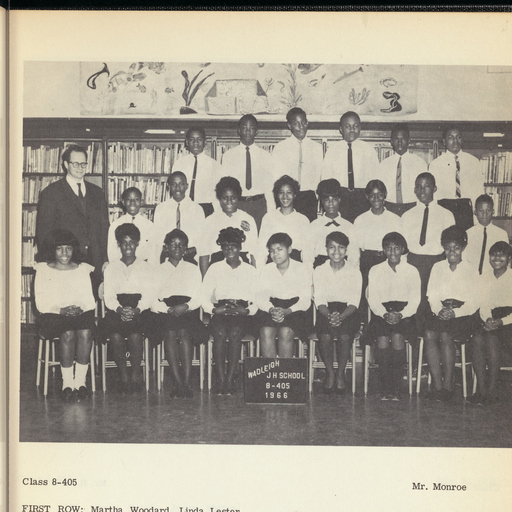 WADLEIGH
J H SCHOOL
8-405
1966
Class 8-405
Mr. Monroe
FIRST ROW: Martha Woodard, Linda Lester